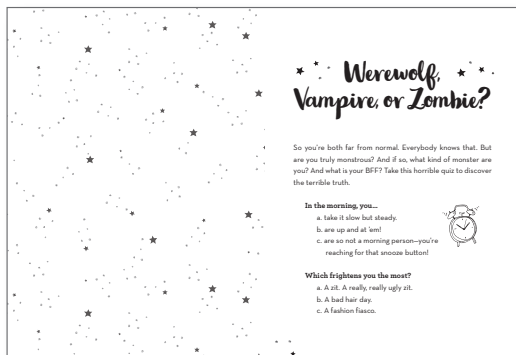 Werewolf,
Vampire, or Zombie?
So you're both far from normal. Everybody knows that. But
are you truly monstrous? And if so, what kind of monster are
you? And what is your BFF? Take this horrible quiz to discover
the terrible truth.
In the morning, you...
a. take it slow but steady.
b. are up and at 'em!
c. are so not a morning person—you're
reaching for that snooze button!
Which frightens you the most?
a. A zit. A really, really ugly zit.
b. A bad hair day.
c. A fashion fiasco.